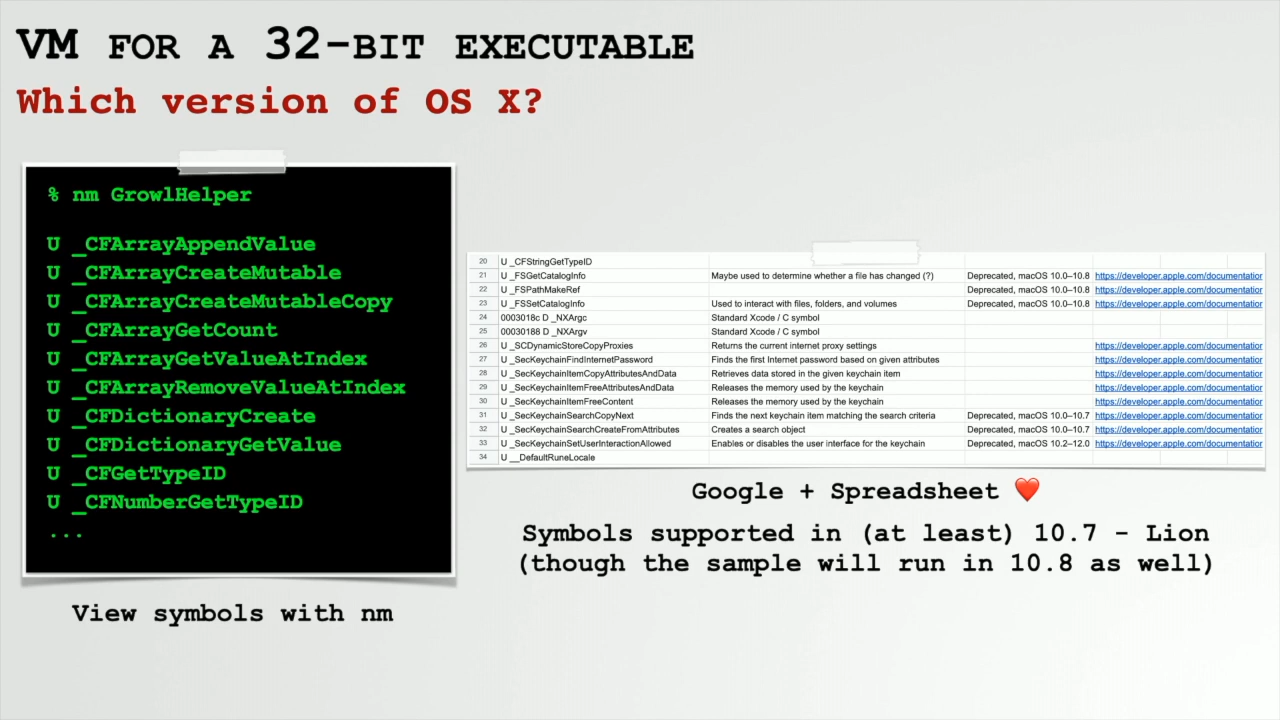 VM FOR A 32-BIT EXECUTABLE
Which version of OS X?
% nm GrowlHelper
U _CFArrayAppendValue
U _CFArrayCreateMutable
U _CFArrayCreateMutableCopy
U _CFArrayGetCount
U _CFArrayGetValueAtIndex
U _CFArrayRemoveValueAtIndex
U _CFDictionaryCreate
U _CFDictionaryGetValue
U _CFGetTypeID
U _CFNumberGetTypeID
...
View symbols with nm
20 U _CFStringGetTypeID
21 U _FSGetCatalogInfo Maybe used to determine whether a file has changed (?) Deprecated, macOS 10.0–10.8 https://developer.apple.com/documentation
22 U _FSPathMakeRef Deprecated, macOS 10.0–10.8 https://developer.apple.com/documentation
23 U _FSSetCatalogInfo Used to interact with files, folders, and volumes Deprecated, macOS 10.0–10.8 https://developer.apple.com/documentation
24 0003018c D _NXArgc Standard Xcode / C symbol
25 00030188 D _NXArgv Standard Xcode / C symbol
26 U _SCDynamicStoreCopyProxies Returns the current internet proxy settings https://developer.apple.com/documentation
27 U _SecKeychainFindInternetPassword Finds the first Internet password based on given attributes https://developer.apple.com/documentation
28 U _SecKeychainItemCopyAttributesAndData Retrieves data stored in the given keychain item https://developer.apple.com/documentation
29 U _SecKeychainItemFreeAttributesAndData Releases the memory used by the keychain https://developer.apple.com/documentation
30 U _SecKeychainItemFreeContent Releases the memory used by the keychain https://developer.apple.com/documentation
31 U _SecKeychainSearchCopyNext Finds the next keychain item matching the search criteria Deprecated, macOS 10.0–10.7 https://developer.apple.com/documentation
32 U _SecKeychainSearchCreateFromAttributes Creates a search object Deprecated, macOS 10.0–10.7 https://developer.apple.com/documentation
33 U _SecKeychainSetUserInteractionAllowed Enables or disables the user interface for the keychain Deprecated, macOS 10.2–12.0 https://developer.apple.com/documentation
34 U __DefaultRuneLocale
Google + Spreadsheet ❤️
Symbols supported in (at least) 10.7 - Lion
(though the sample will run in 10.8 as well)